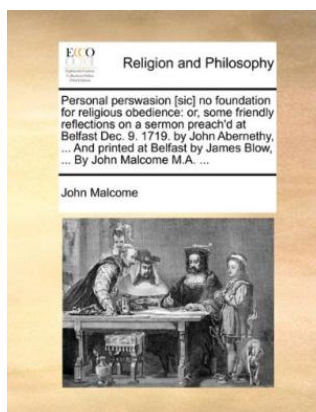 ECCO
Religion and Philosophy
Personal perswasion [sic] no foundation
for religious obedience: or, some friendly
reflections on a sermon preach'd at
Belfast Dec. 9. 1719. by John Abernethy,
... And printed at Belfast by James Blow,
... By John Malcome M.A. ...
John Malcome